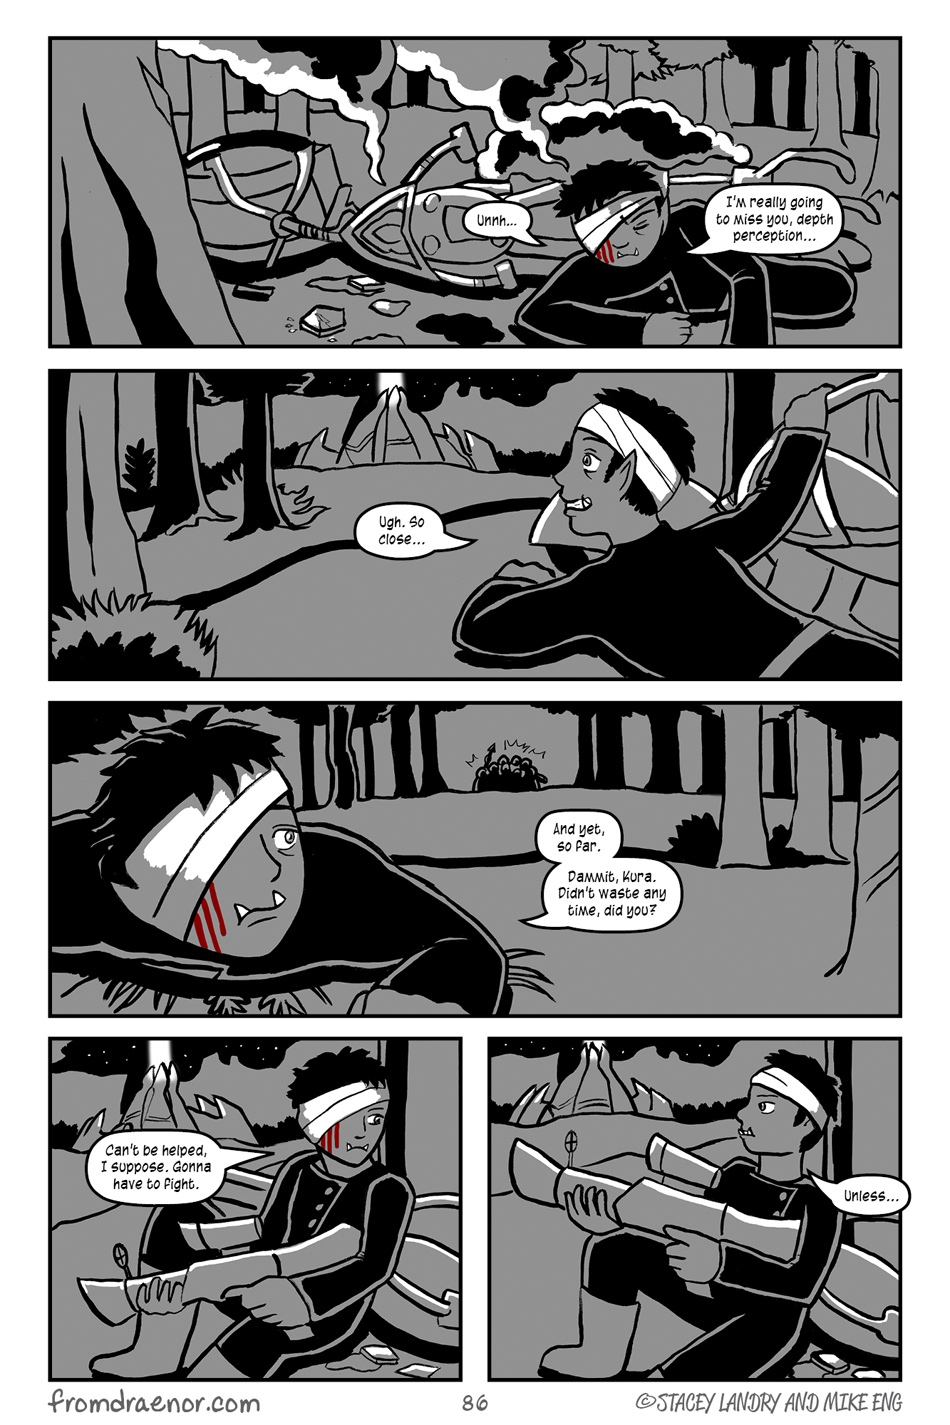 Unnh...
I'm really going
to miss you, depth
perception...
Ugh. So
close...
And yet,
so far.
Dammit, Kura.
Didn't waste any
time, did you?
Can't be helped,
I suppose. Gonna
have to fight.
Unless...
fromdraenor.com
86
©STACEY LANDRY AND MIKE ENG